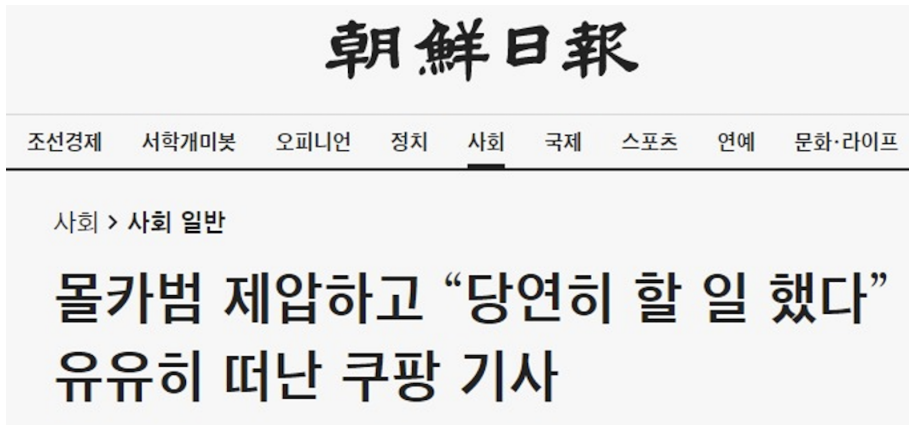 朝鮮日報
조선경제 서학개미봇 오피니언 정치 사회 국제 스포츠 연예 문화·라이프
사회 > 사회 일반
몰카범 제압하고 “당연히 할 일 했다”
유유히 떠난 쿠팡 기사